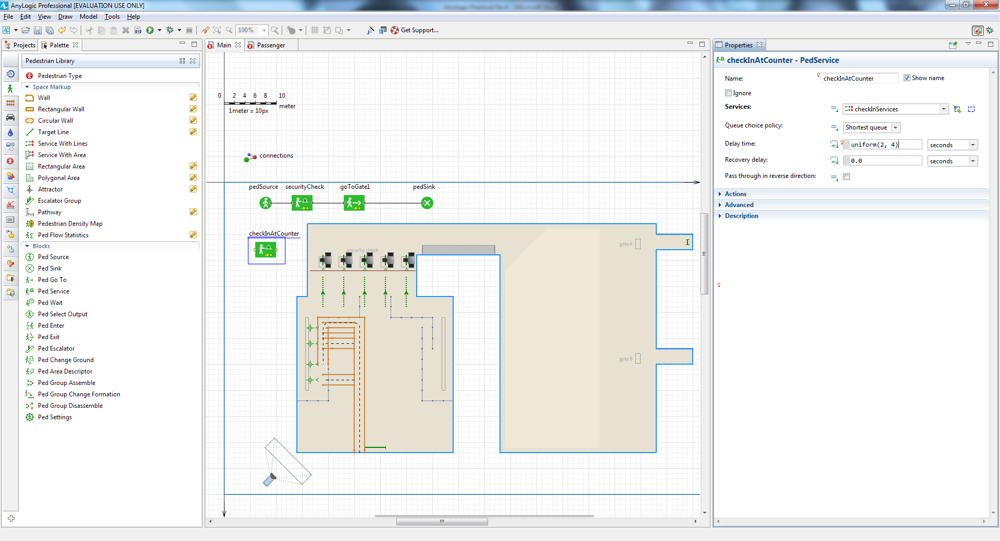 AnyLogic Professional [EVALUATION USE ONLY]
File Edit View Draw Model Tools Help
100% Get Support...
Projects Palette
Pedestrian Library
Pedestrian Type
Space Markup
Wall
Rectangular Wall
Circular Wall
Target Line
Service With Lines
Service With Area
Rectangular Area
Polygonal Area
Attractor
Escalator Group
Pathway
Pedestrian Density Map
Ped Flow Statistics
Blocks
Ped Source
Ped Sink
Ped Go To
Ped Service
Ped Wait
Ped Select Output
Ped Enter
Ped Exit
Ped Escalator
Ped Change Ground
Ped Area Descriptor
Ped Group Assemble
Ped Group Change Formation
Ped Group Disassemble
Ped Settings
Main Passenger
0 2 4 6 8 10
meter
1meter = 10px
connections
pedSource securityCheck goToGate1 pedSink
checkInAtCounter
security check
gate A
gate B
Properties
checkInAtCounter - PedService
Name: checkInAtCounter Show name
Ignore
Services: checkInServices
Queue choice policy: Shortest queue
Delay time: uniform(2, 4) seconds
Recovery delay: 0.0 seconds
Pass through in reverse direction:
Actions
Advanced
Description